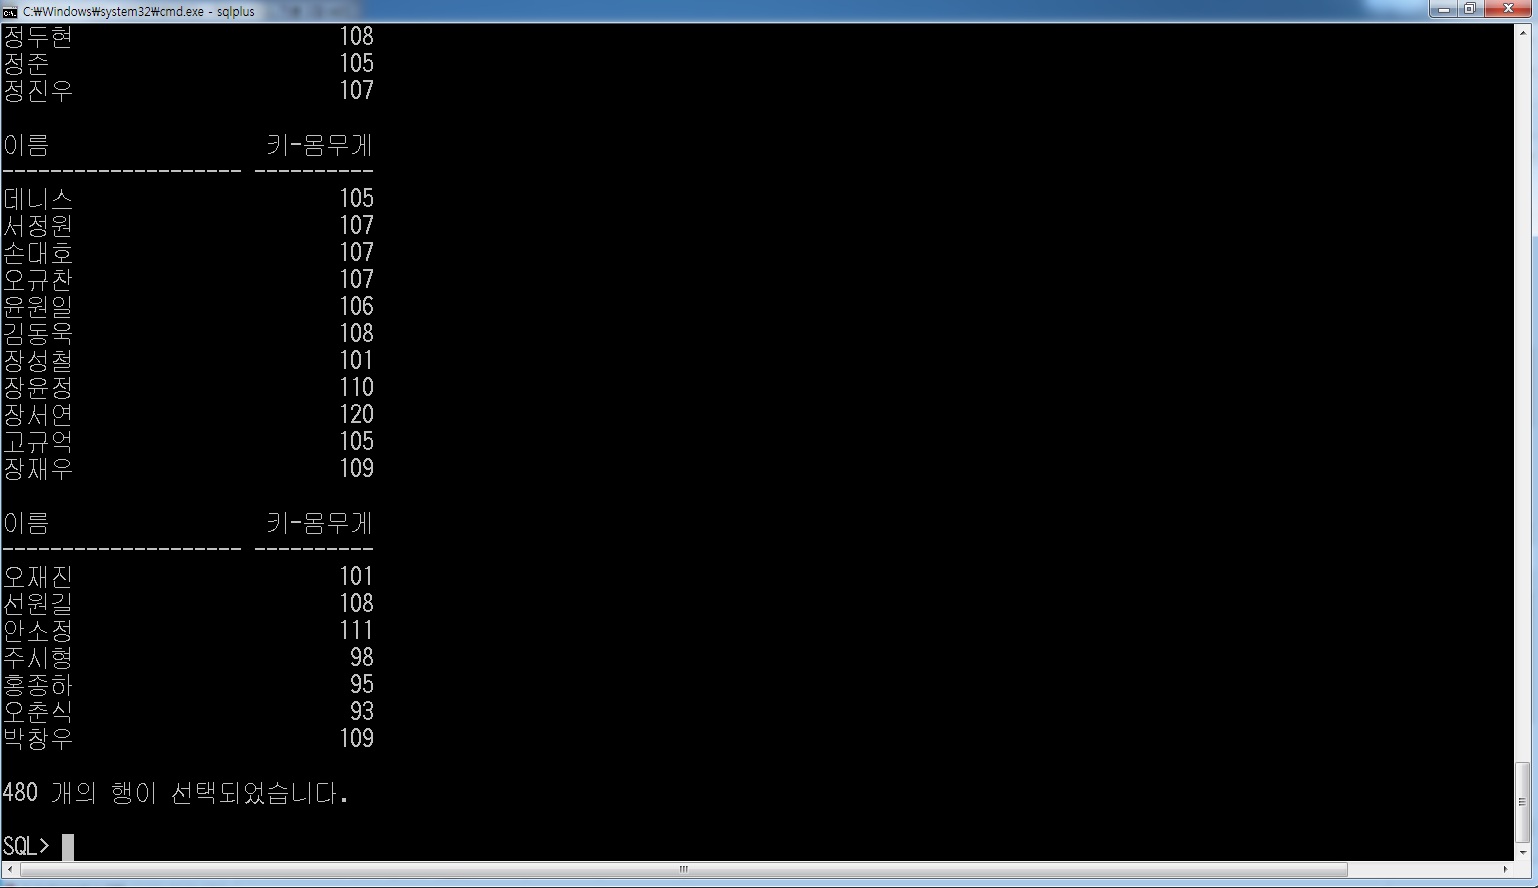 C:\Windows\system32\cmd.exe - sqlplus
정두현 108
정준 105
정진우 107
이름 키-몸무게
-------------------- ----------
데니스 105
서정원 107
손대호 107
오규찬 107
윤원일 106
김동욱 108
장성철 101
장윤정 110
장서연 120
고규억 105
장재우 109
이름 키-몸무게
-------------------- ----------
오재진 101
선원길 108
안소정 111
주시형 98
홍종하 95
오춘식 93
박창우 109
480 개의 행이 선택되었습니다.
SQL>